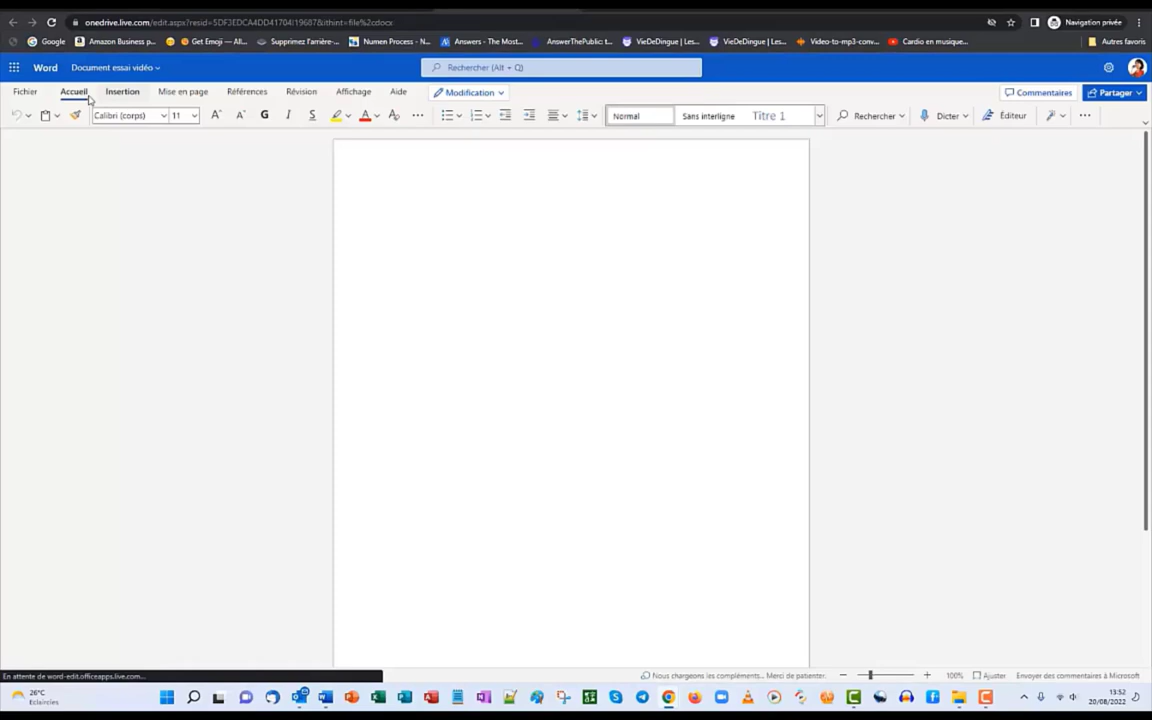 onedrive.live.com/edit.aspx?resid=5DF3EDCA4DD41704!19687&ithint=file%2cdocx
Navigation privée
Google
Amazon Business p...
Get Emoji — All...
Supprimez l'arrière-...
Numen Process - N...
Answers - The Most...
AnswerThePublic: t...
VieDeDingue | Les...
VieDeDingue | Les...
Video-to-mp3-conv...
Cardio en musique...
Autres favoris
Word
Document essai vidéo
Rechercher (Alt + Q)
Fichier
Accueil
Insertion
Mise en page
Références
Révision
Affichage
Aide
Modification
Commentaires
Partager
Calibri (corps)
11
G
I
S
Normal
Sans interligne
Titre 1
Rechercher
Dicter
Éditeur
En attente de word-edit.officeapps.live.com...
Nous chargeons les compléments... Merci de patienter.
100%
Ajuster
Envoyer des commentaires à Microsoft
26°C
Eclaircies
13:52
20/08/2022